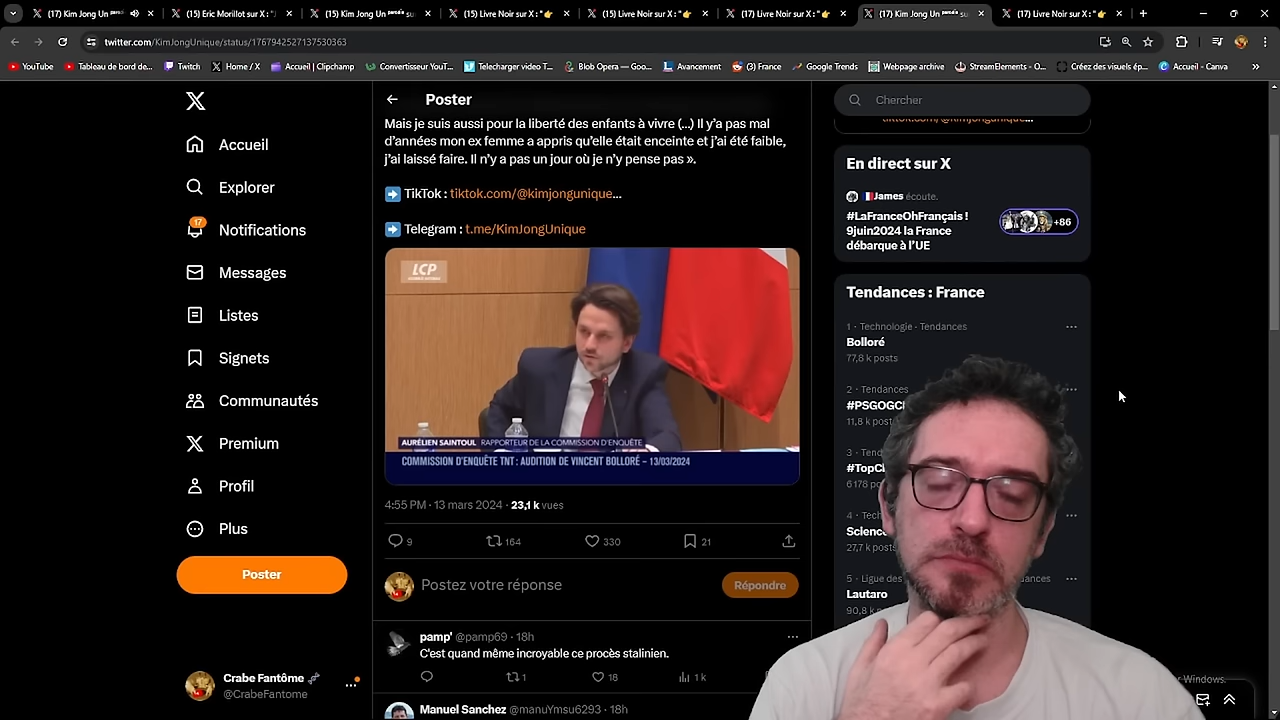 (17) Kim Jong Un
(15) Eric Morillot sur X : "J
(15) Kim Jong Un
(15) Livre Noir sur X : "
(15) Livre Noir sur X : "
(17) Livre Noir sur X : "
(17) Kim Jong Un
(17) Livre Noir sur X : "
twitter.com/KimJongUnique/status/1767942527137530363
YouTube
Tableau de bord de...
Twitch
Home / X
Accueil | Clipchamp
Convertisseur YouT...
Telecharger video T...
Blob Opera — Goo...
Avancement
(3) France
Google Trends
Webpage archive
StreamElements - O...
Créez des visuels ép...
Accueil - Canva
Accueil
Explorer
17
Notifications
Messages
Listes
Signets
Communautés
Premium
Profil
Plus
Poster
Crabe Fantôme
@CrabeFantome
Poster
Mais je suis aussi pour la liberté des enfants à vivre (...) Il y'a pas mal
d'années mon ex femme a appris qu'elle était enceinte et j'ai été faible,
j'ai laissé faire. Il n'y a pas un jour où je n'y pense pas ».
TikTok : tiktok.com/@kimjongunique...
Telegram : t.me/KimJongUnique
LCP
AURÉLIEN SAINTOUL RAPPORTEUR DE LA COMMISSION D'ENQUÊTE
COMMISSION D'ENQUÊTE TNT : AUDITION DE VINCENT BOLLORÉ – 13/03/2024
4:55 PM · 13 mars 2024 · 23,1 k vues
9 164 330 21
Postez votre réponse
Répondre
pamp' @pamp69 · 18h
C'est quand même incroyable ce procès stalinien.
1 18 1 k
Manuel Sanchez @manuYmsu6293 · 18h
Chercher
tiktok.com/@kimjongunique...
En direct sur X
James écoute.
#LaFranceOhFrançais !
9juin2024 la France
débarque à l'UE
+86
Tendances : France
1 · Technologie · Tendances
Bolloré
77,8 k posts
2 · Tendances
#PSGOGC
11,8 k posts
3 · Tend
#TopC
6 178 po
4 · Tech
Science
27,7 k posts
5 · Ligue des
Lautaro
90,8 k
Windows.